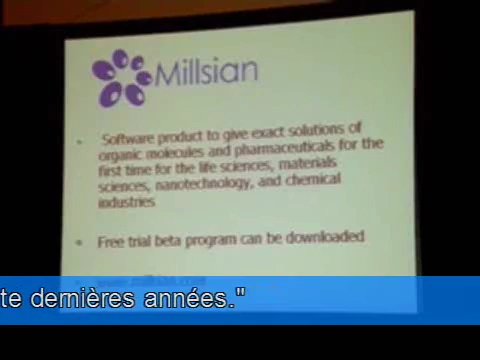 Millsian
• Software product to give exact solutions of
organic molecules and pharmaceuticals for the
first time for the life sciences, materials
sciences, nanotechnology, and chemical
industries
• Free trial beta program can be downloaded
te dernières années."